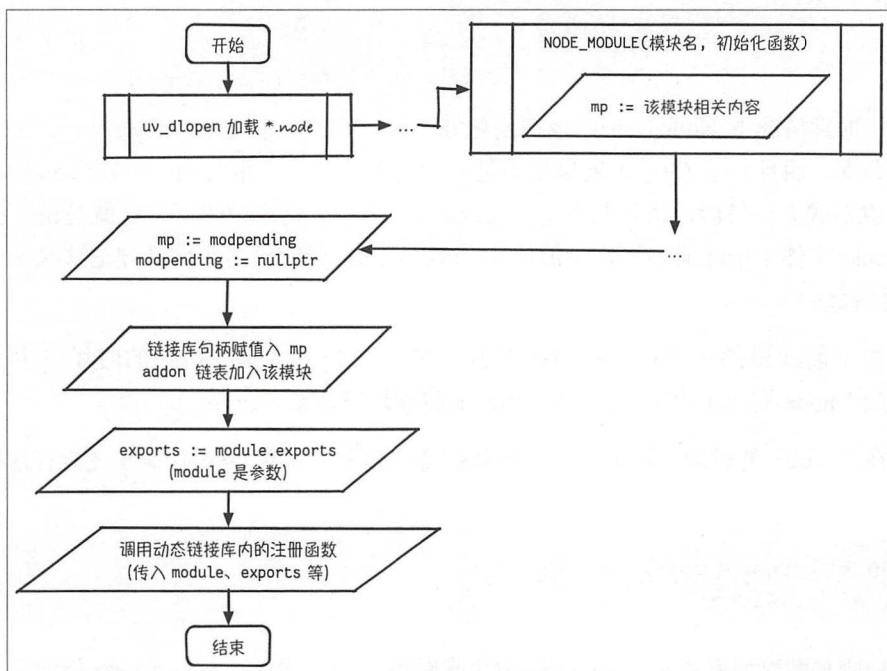 开始
uv_dlopen 加载 *.node
...
NODE_MODULE(模块名, 初始化函数)
mp := 该模块相关内容
...
mp := modpending
modpending := nullptr
链接库句柄赋值入 mp
addon 链表加入该模块
exports := module.exports
(module 是参数)
调用动态链接库内的注册函数
(传入 module、exports 等)
结束